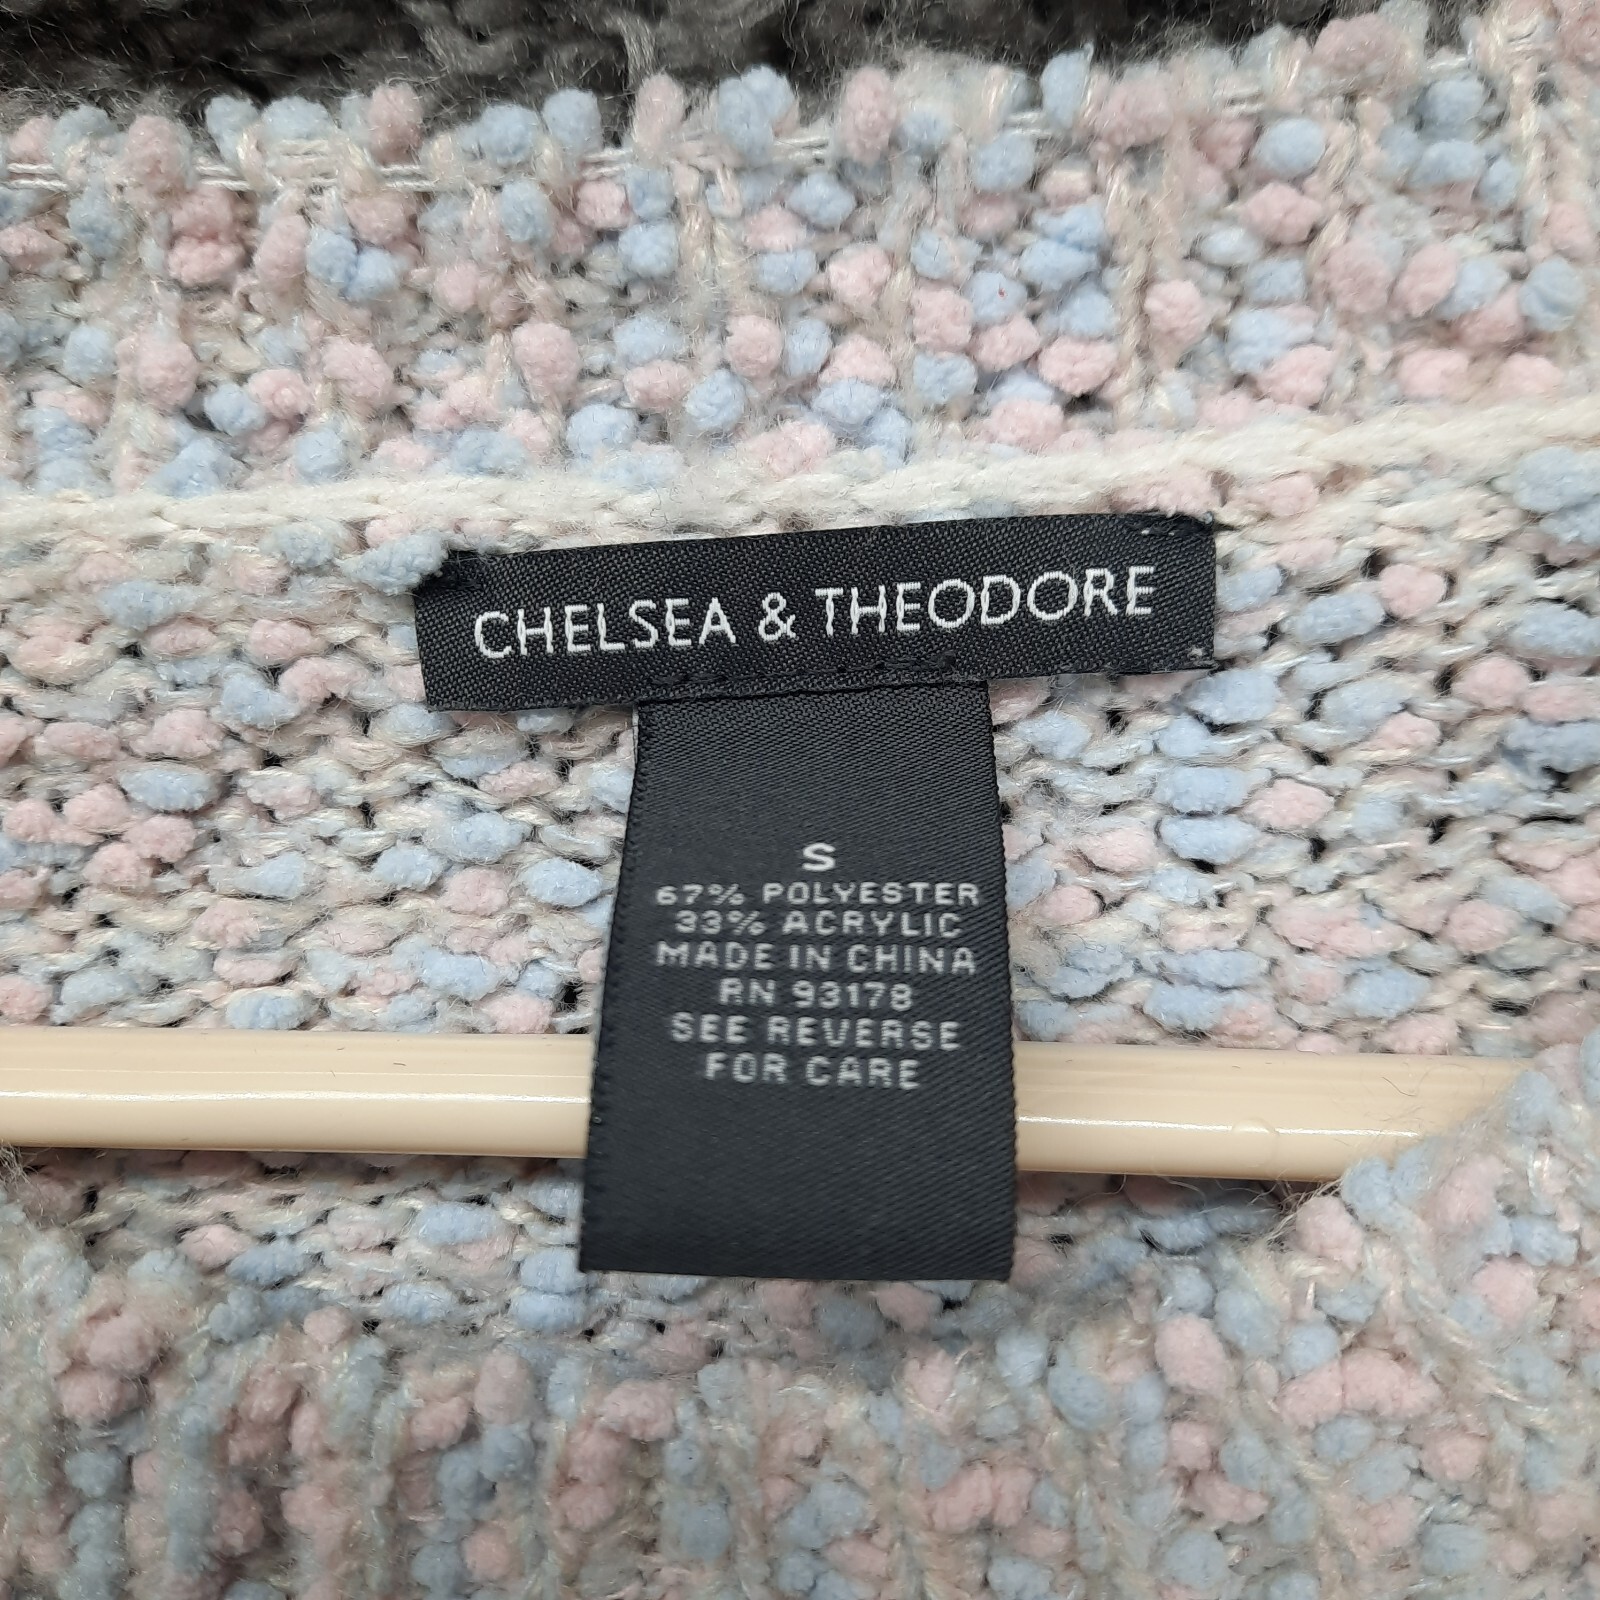 CHELSEA & THEODORE
S
67% POLYESTER
33% ACRYLIC
MADE IN CHINA
RN 93178
SEE REVERSE
FOR CARE